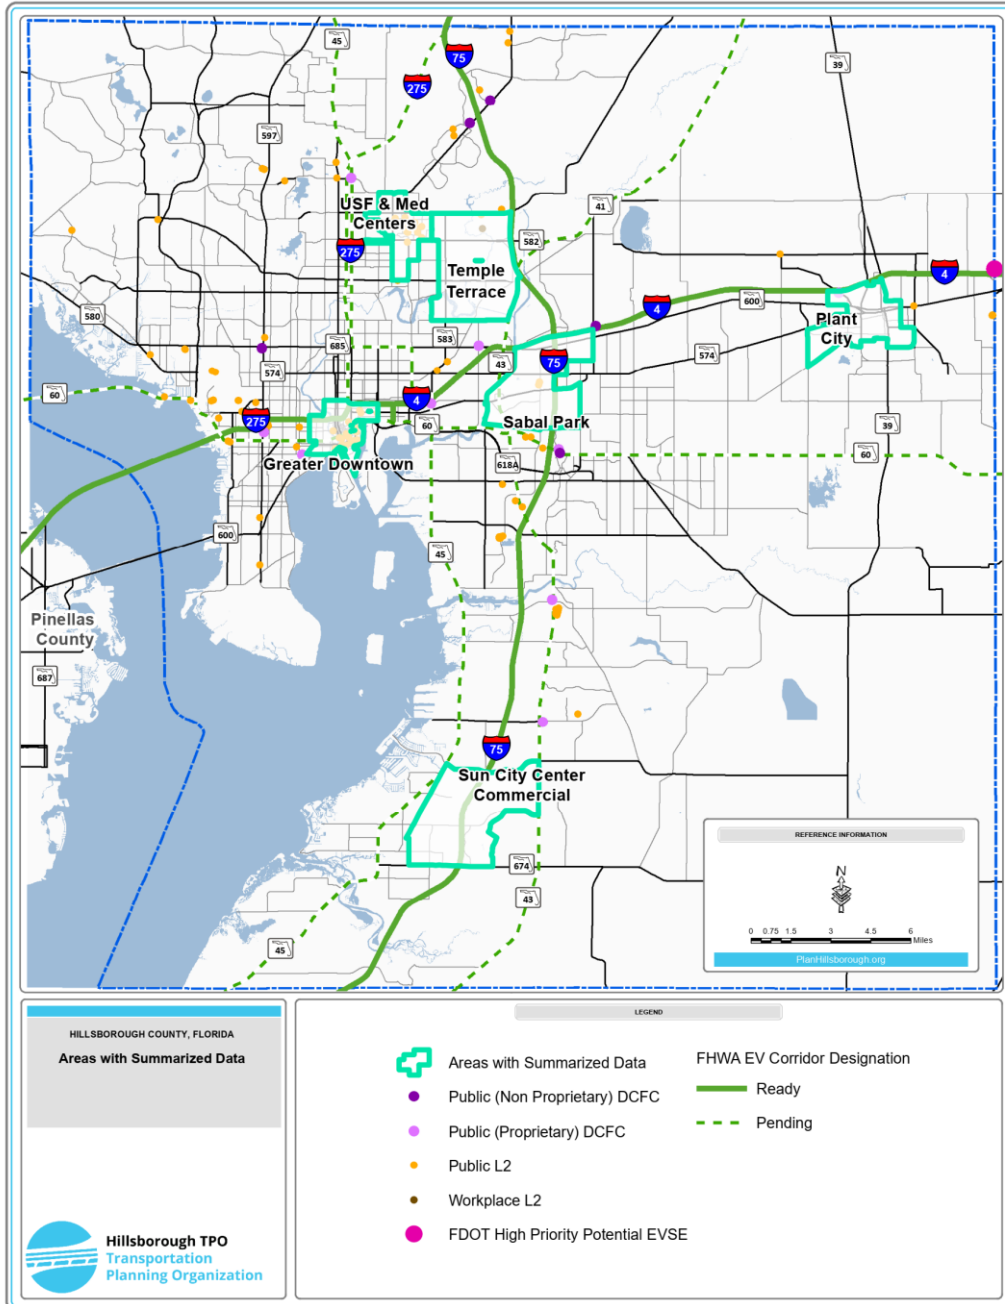 45
75
39
275
597
USF & Med
Centers
41
275
582
4
Temple
Terrace
600
4
580
583
685
Plant
City
43
75
574
574
60
4
275
60
39
Sabal Park
60
Greater Downtown
618A
600
45
Pinellas
County
687
75
Sun City Center
Commercial
674
43
45
REFERENCE INFORMATION
N
0 0.75 1.5 3 4.5 6
Miles
PlanHillsborough.org
HILLSBOROUGH COUNTY, FLORIDA
Areas with Summarized Data
Hillsborough TPO
Transportation
Planning Organization
LEGEND
Areas with Summarized Data
Public (Non Proprietary) DCFC
Public (Proprietary) DCFC
Public L2
Workplace L2
FDOT High Priority Potential EVSE
FHWA EV Corridor Designation
Ready
Pending